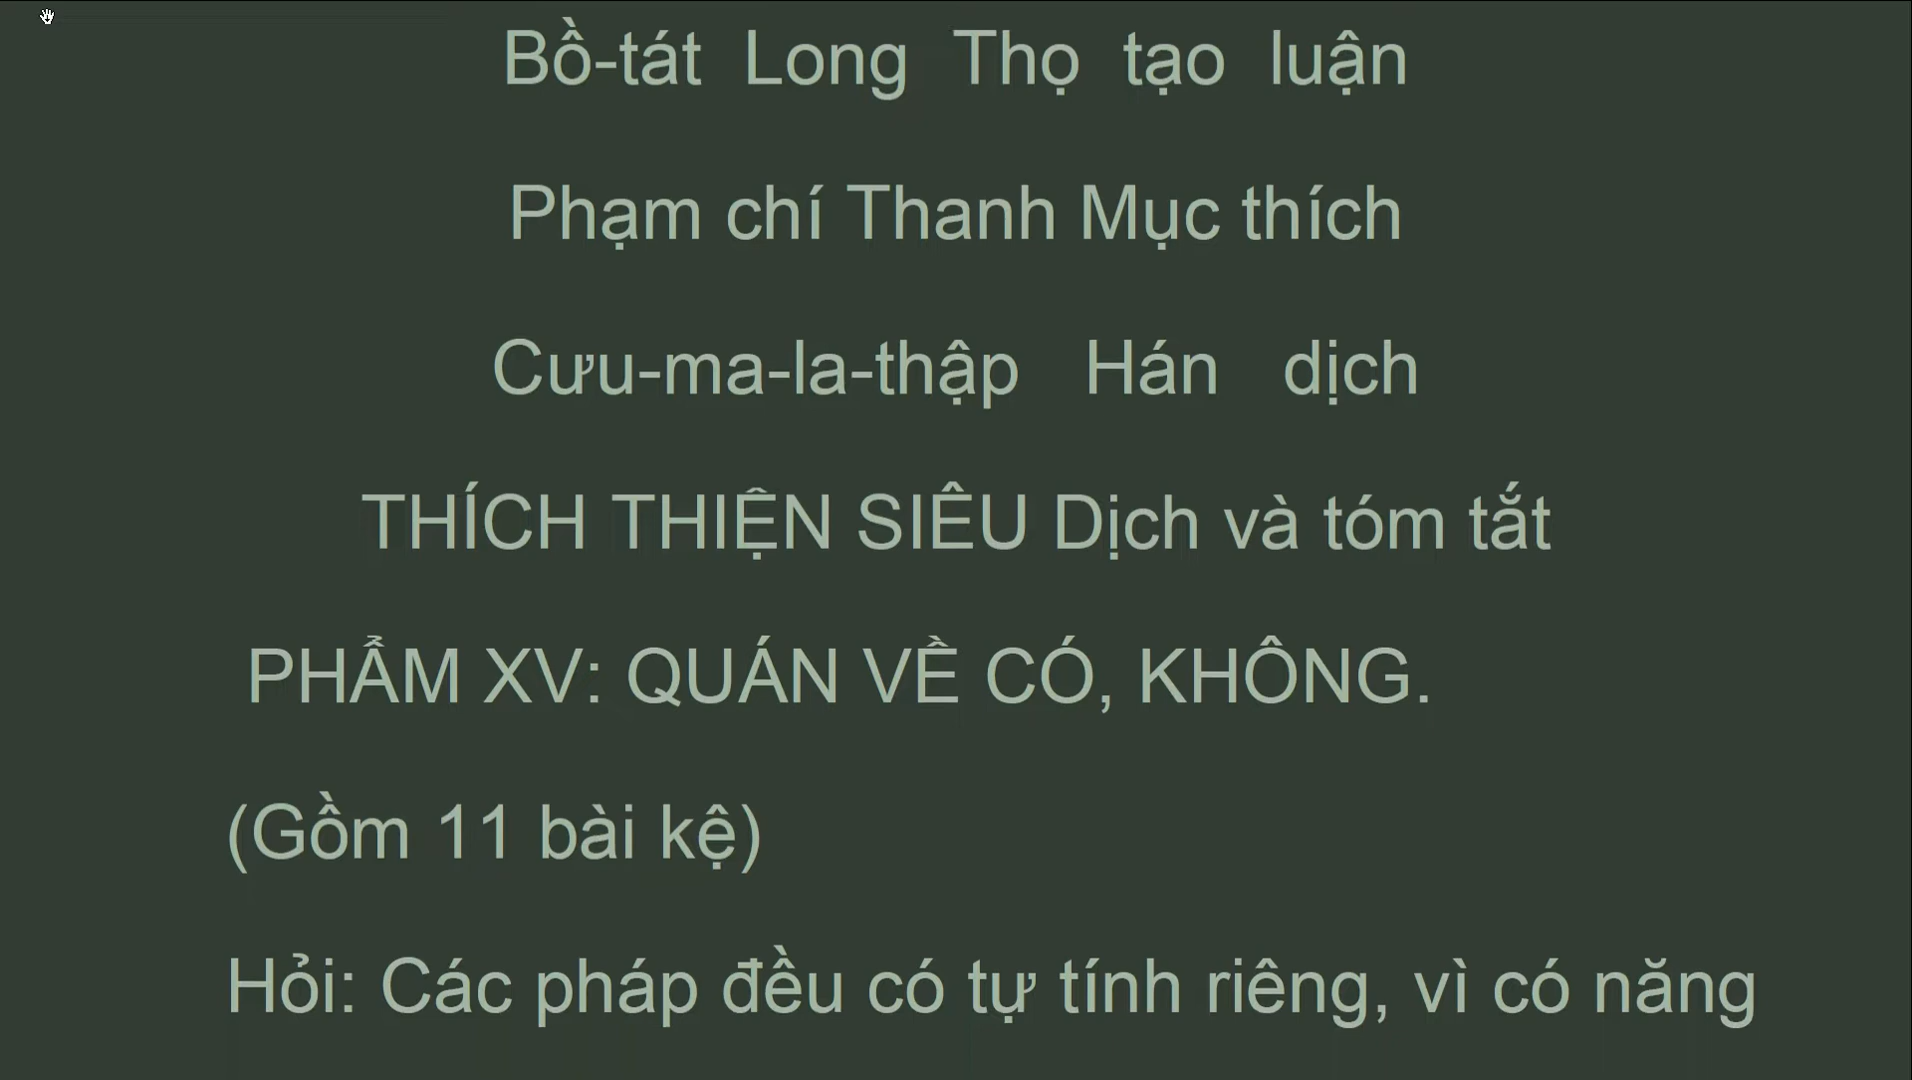 Bồ-tát Long Thọ tạo luận
Phạm chí Thanh Mục thích
Cưu-ma-la-thập Hán dịch
THÍCH THIỆN SIÊU Dịch và tóm tắt
PHẨM XV: QUÁN VỀ CÓ, KHÔNG.
(Gồm 11 bài kệ)
Hỏi: Các pháp đều có tự tính riêng, vì có năng